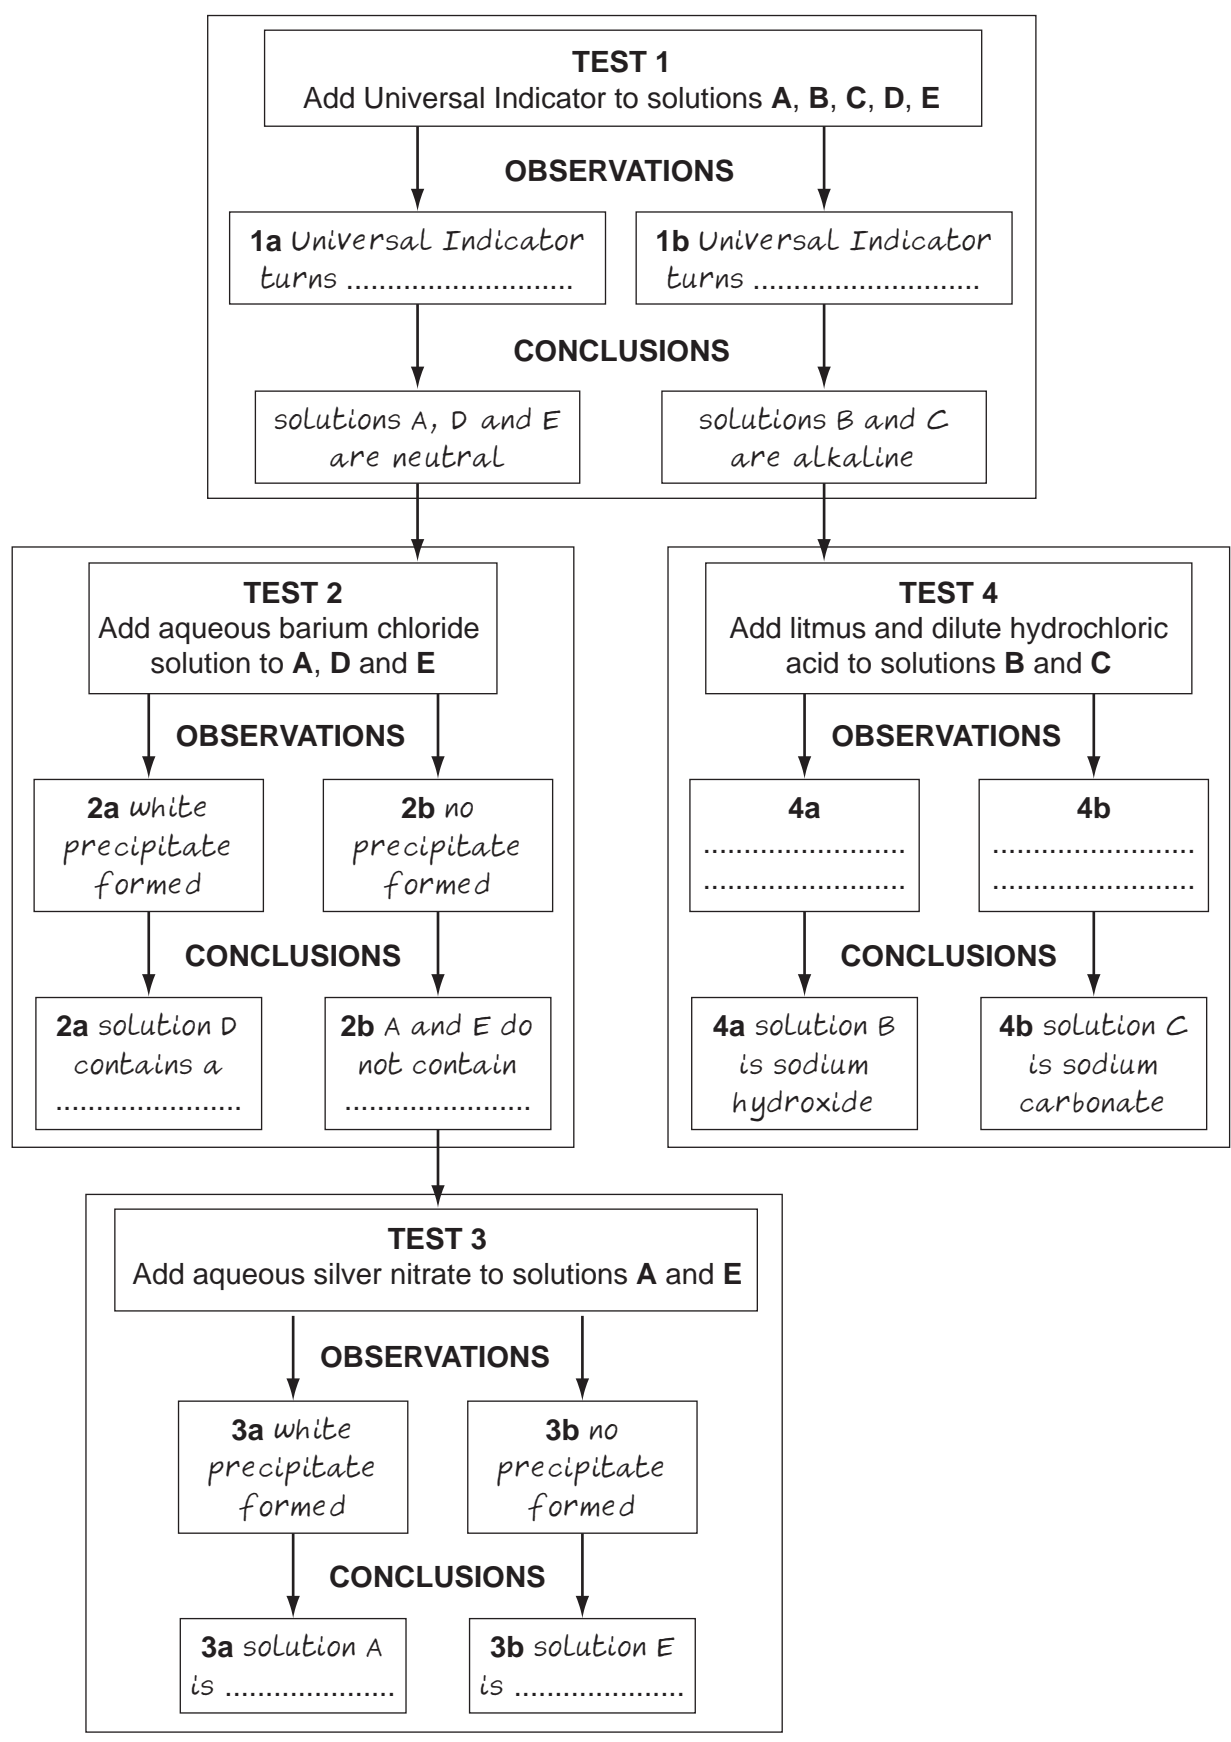 TEST 1
Add Universal Indicator to solutions A, B, C, D, E
OBSERVATIONS
1a Universal Indicator
turns ............................
1b Universal Indicator
turns ............................
CONCLUSIONS
solutions A, D and E
are neutral
solutions B and C
are alkaline
TEST 2
Add aqueous barium chloride
solution to A, D and E
OBSERVATIONS
2a white
precipitate
formed
2b no
precipitate
formed
CONCLUSIONS
2a solution D
contains a
.......................
2b A and E do
not contain
.......................
TEST 4
Add litmus and dilute hydrochloric
acid to solutions B and C
OBSERVATIONS
4a
.........................
.........................
4b
.........................
.........................
CONCLUSIONS
4a solution B
is sodium
hydroxide
4b solution C
is sodium
carbonate
TEST 3
Add aqueous silver nitrate to solutions A and E
OBSERVATIONS
3a white
precipitate
formed
3b no
precipitate
formed
CONCLUSIONS
3a solution A
is .....................
3b solution E
is .....................